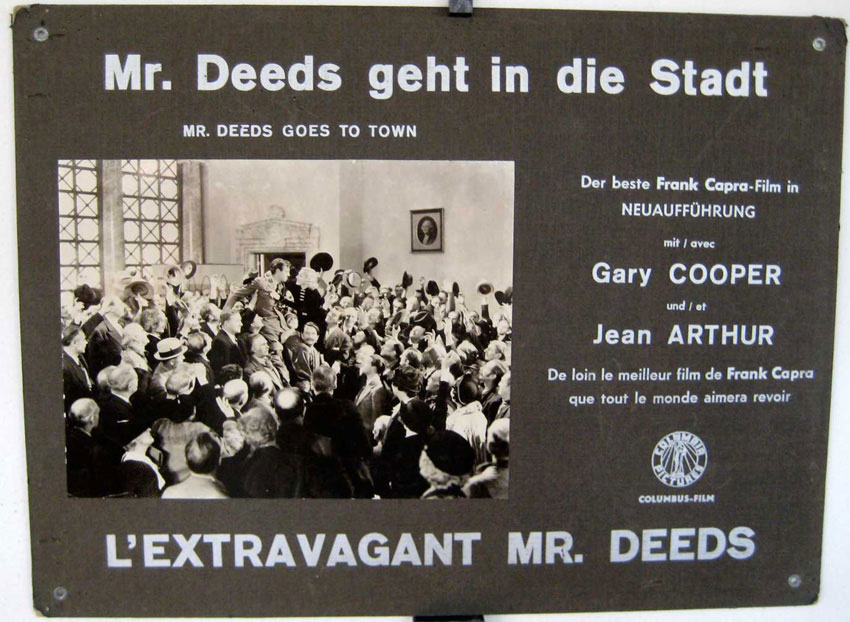 Mr. Deeds geht in die Stadt
MR. DEEDS GOES TO TOWN
Der beste Frank Capra-Film in
NEUAUFFÜHRUNG
mit / avec
Gary COOPER
und / et
Jean ARTHUR
De loin le meilleur film de Frank Capra
que tout le monde aimera revoir
COLUMBIA
PICTURES
COLUMBUS-FILM
L'EXTRAVAGANT MR. DEEDS